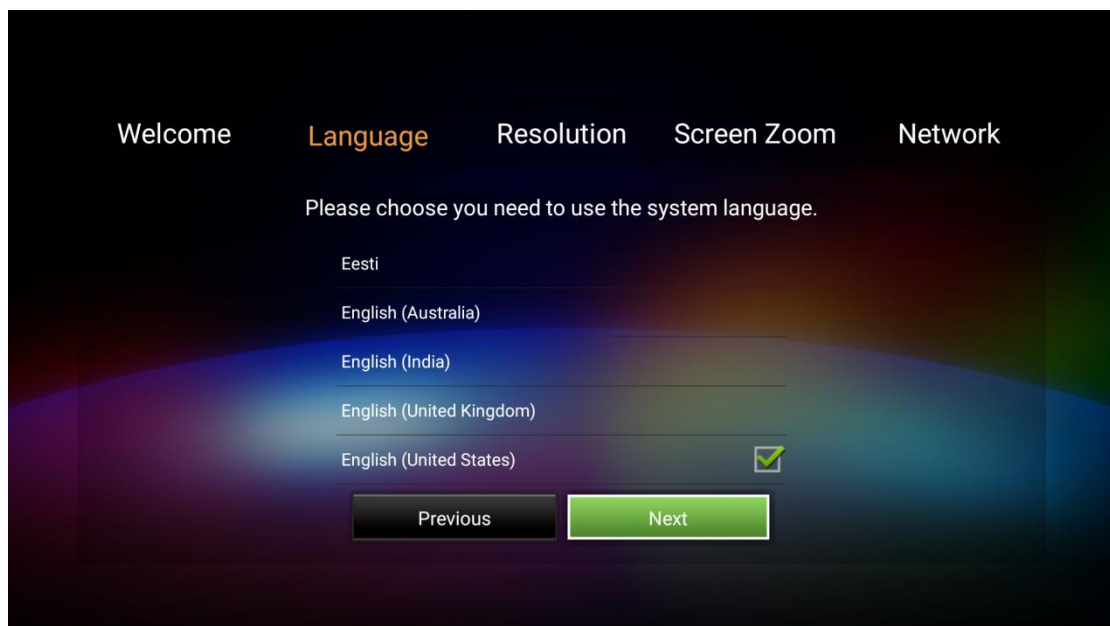 Welcome Language Resolution Screen Zoom Network
Please choose you need to use the system language.
Eesti
English (Australia)
English (India)
English (United Kingdom)
English (United States)
Previous Next